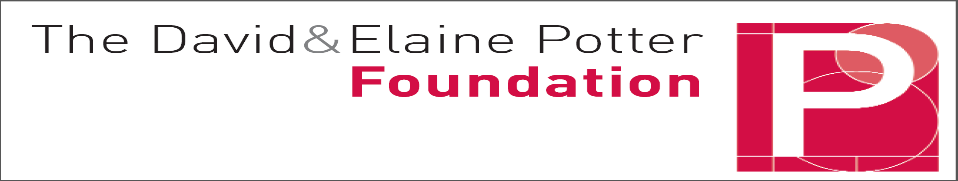 The David & Elaine Potter
Foundation
P